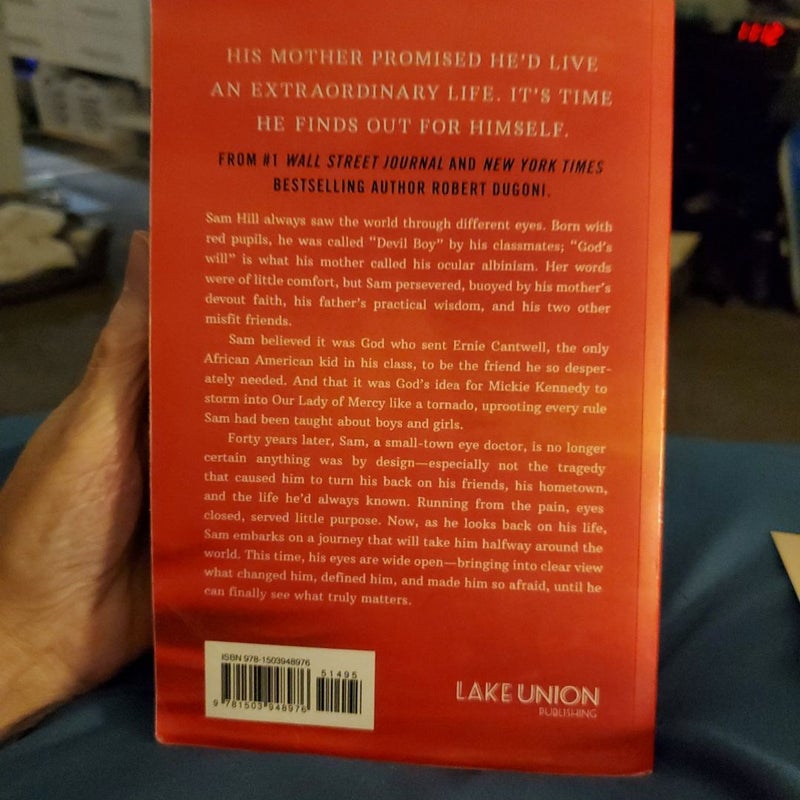 HIS MOTHER PROMISED HE'D LIVE
AN EXTRAORDINARY LIFE. IT'S TIME
HE FINDS OUT FOR HIMSELF.
FROM #1 WALL STREET JOURNAL AND NEW YORK TIMES
BESTSELLING AUTHOR ROBERT DUGONI.
Sam Hill always saw the world through different eyes. Born with
red pupils, he was called "Devil Boy" by his classmates; "God's
will" is what his mother called his ocular albinism. Her words
were of little comfort, but Sam persevered, buoyed by his mother's
devout faith, his father's practical wisdom, and his two other
misfit friends.
Sam believed it was God who sent Ernie Cantwell, the only
African American kid in his class, to be the friend he so desper-
ately needed. And that it was God's idea for Mickie Kennedy to
storm into Our Lady of Mercy like a tornado, uprooting every rule
Sam had been taught about boys and girls.
Forty years later, Sam, a small-town eye doctor, is no longer
certain anything was by design—especially not the tragedy
that caused him to turn his back on his friends, his hometown,
and the life he'd always known. Running from the pain, eyes
closed, served little purpose. Now, as he looks back on his life,
Sam embarks on a journey that will take him halfway around the
world. This time, his eyes are wide open—bringing into clear view
what changed him, defined him, and made him so afraid, until he
can finally see what truly matters.
ISBN 978-1503948976
51495
9 781503 948976
LAKE UNION
PUBLISHING